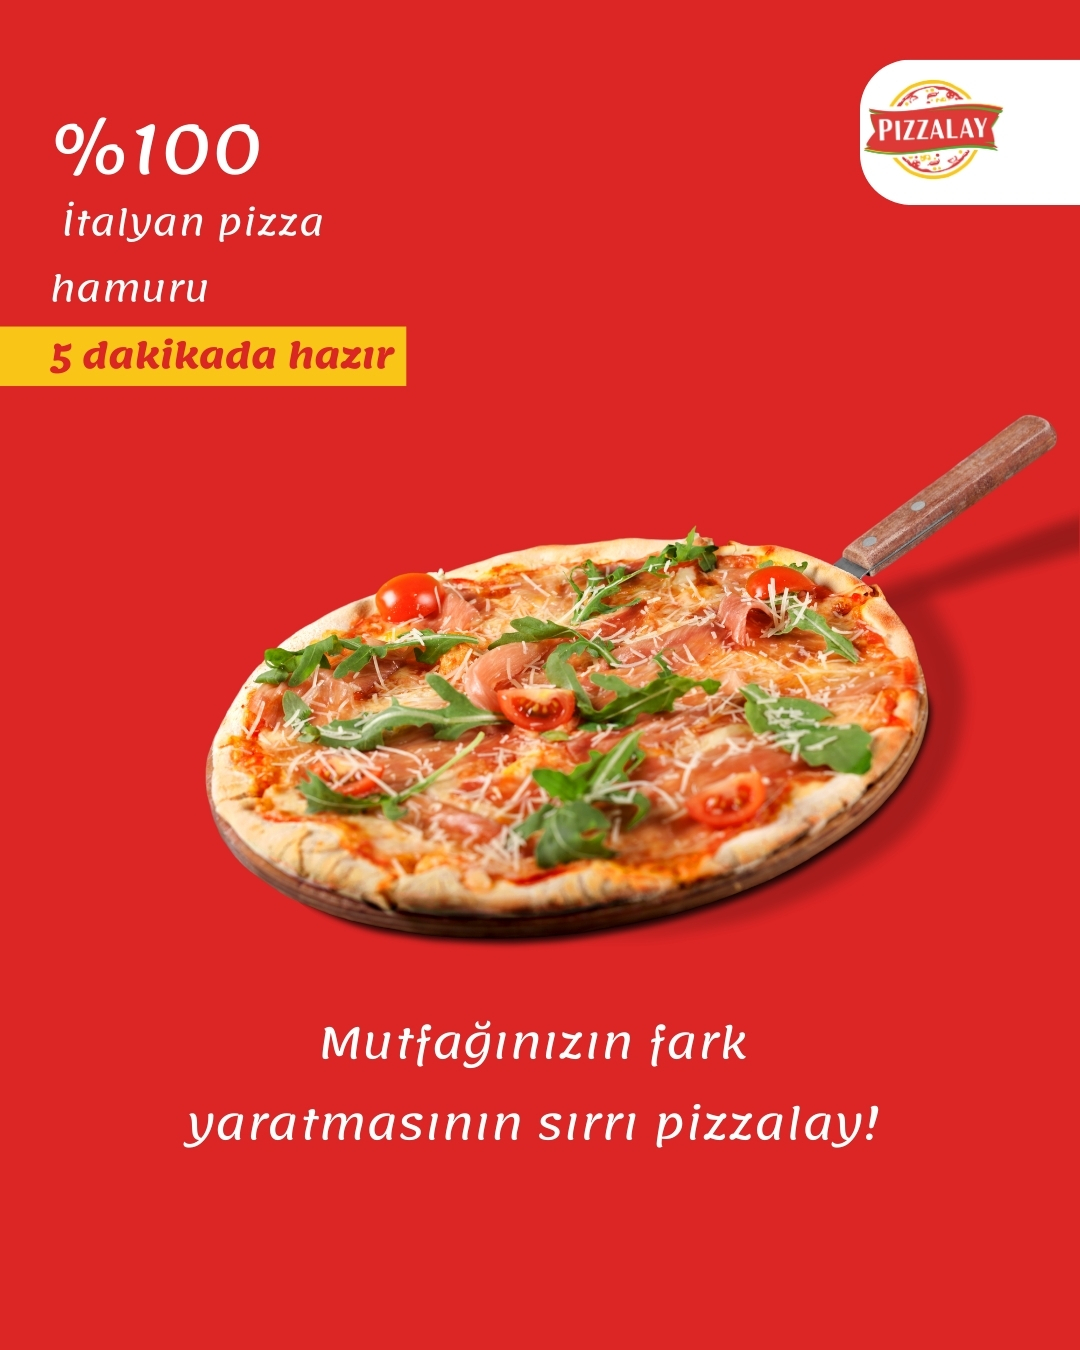 PIZZALAY
%100
İtalyan pizza
hamuru
5 dakikada hazır
Mutfağınızın fark
yaratmasının sırrı pizzalay!